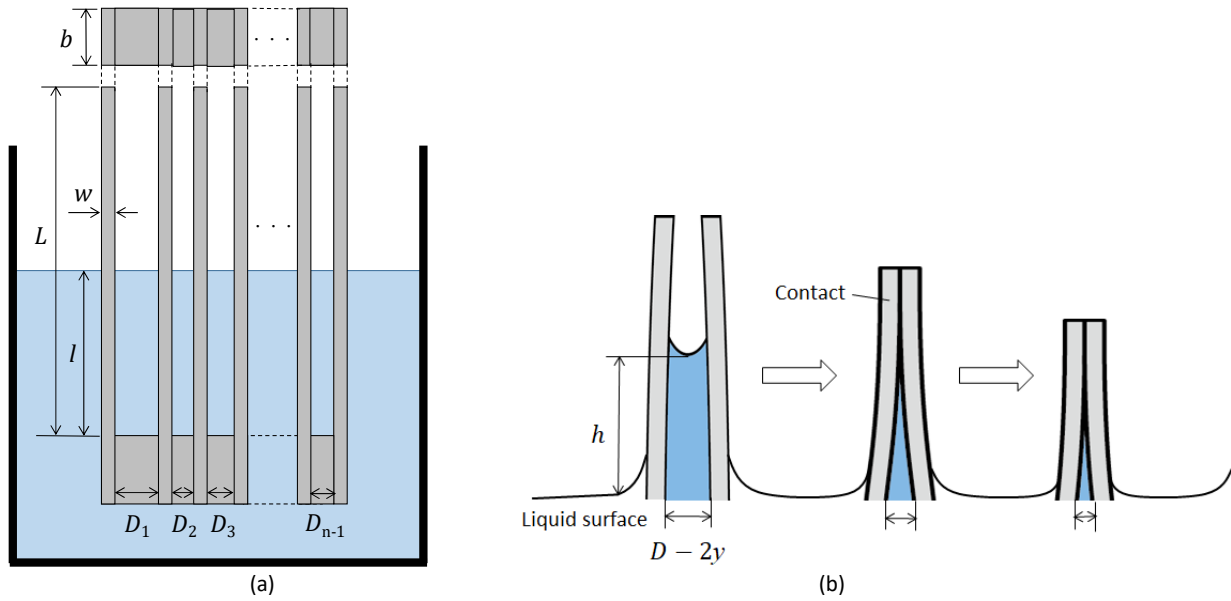 b
w
L
l
. . .
. . .
D₁ D₂ D₃ Dₙ₋₁
(a)
Contact
h
Liquid surface
D − 2y
(b)